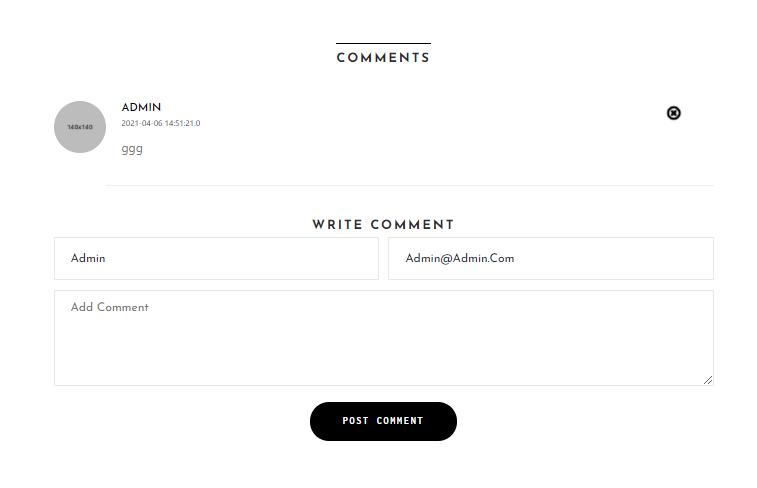 COMMENTS
140x140
ADMIN
2021-04-06 14:51:21.0
ggg
WRITE COMMENT
Admin
Admin@Admin.Com
Add Comment
POST COMMENT